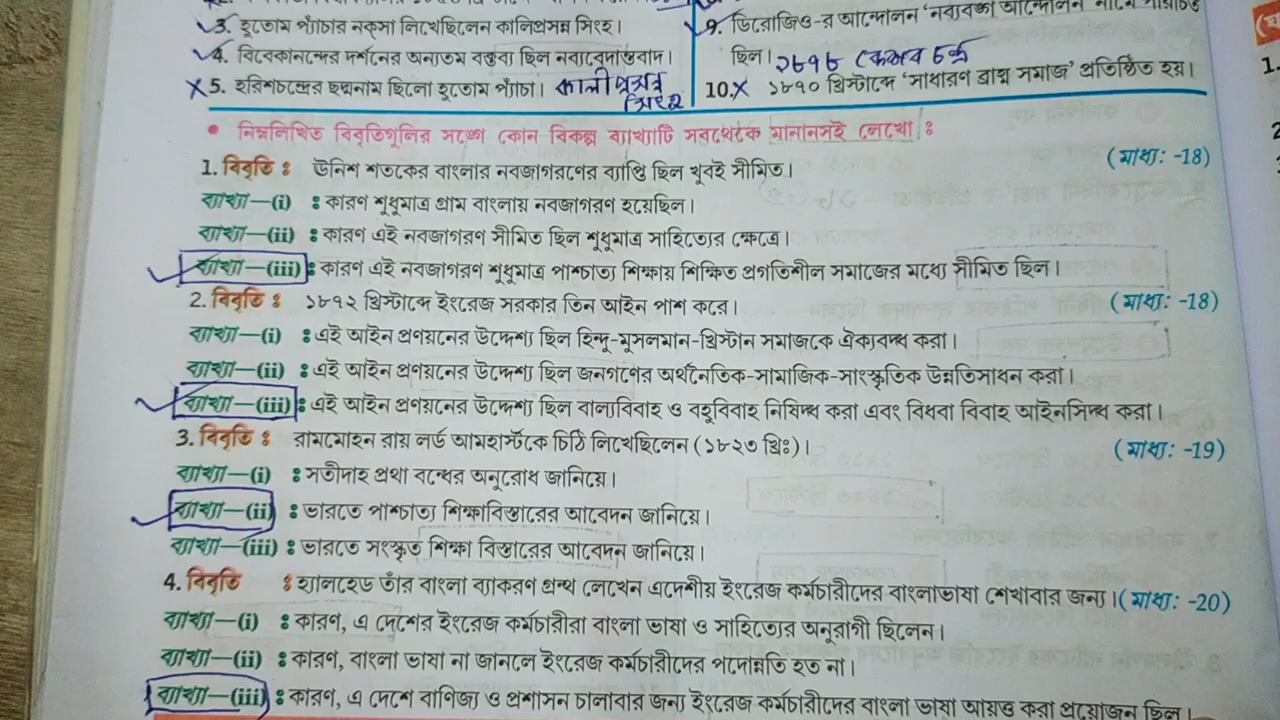 3. হুতোম প্যাঁচার নক্‌সা লিখেছিলেন কালিপ্রসন্ন সিংহ।
4. বিবেকানন্দের দর্শনের অন্যতম বক্তব্য ছিল নব্যবেদান্তবাদ।
5. হরিশচন্দ্রের ছদ্মনাম ছিলো হুতোম প্যাঁচা। কালীপ্রসন্ন সিংহ
9. ডিরোজিও-র আন্দোলন 'নব্যবঙ্গ আন্দোলন' নামে পরিচিত
ছিল। ১৮৭৮ কেশব চন্দ্র
10. ১৮৭০ খ্রিস্টাব্দে 'সাধারণ ব্রাহ্ম সমাজ' প্রতিষ্ঠিত হয়।
• নিম্নলিখিত বিবৃতিগুলির সঙ্গে কোন বিকল্প ব্যাখ্যাটি সবথেকে মানানসই লেখো :
1. বিবৃতি : ঊনিশ শতকের বাংলার নবজাগরণের ব্যাপ্তি ছিল খুবই সীমিত। (মাধ্য: -18)
ব্যাখ্যা—(i) : কারণ শুধুমাত্র গ্রাম বাংলায় নবজাগরণ হয়েছিল।
ব্যাখ্যা—(ii) : কারণ এই নবজাগরণ সীমিত ছিল শুধুমাত্র সাহিত্যের ক্ষেত্রে।
ব্যাখ্যা—(iii) : কারণ এই নবজাগরণ শুধুমাত্র পাশ্চাত্য শিক্ষায় শিক্ষিত প্রগতিশীল সমাজের মধ্যে সীমিত ছিল।
2. বিবৃতি : ১৮৭২ খ্রিস্টাব্দে ইংরেজ সরকার তিন আইন পাশ করে। (মাধ্য: -18)
ব্যাখ্যা—(i) : এই আইন প্রণয়নের উদ্দেশ্য ছিল হিন্দু-মুসলমান-খ্রিস্টান সমাজকে ঐক্যবদ্ধ করা।
ব্যাখ্যা—(ii) : এই আইন প্রণয়নের উদ্দেশ্য ছিল জনগণের অর্থনৈতিক-সামাজিক-সাংস্কৃতিক উন্নতিসাধন করা।
ব্যাখ্যা—(iii) : এই আইন প্রণয়নের উদ্দেশ্য ছিল বাল্যবিবাহ ও বহুবিবাহ নিষিদ্ধ করা এবং বিধবা বিবাহ আইনসিদ্ধ করা।
3. বিবৃতি : রামমোহন রায় লর্ড আমহার্স্টকে চিঠি লিখেছিলেন (১৮২৩ খ্রিঃ)। (মাধ্য: -19)
ব্যাখ্যা—(i) : সতীদাহ প্রথা বন্ধের অনুরোধ জানিয়ে।
ব্যাখ্যা—(ii) : ভারতে পাশ্চাত্য শিক্ষাবিস্তারের আবেদন জানিয়ে।
ব্যাখ্যা—(iii) : ভারতে সংস্কৃত শিক্ষা বিস্তারের আবেদন জানিয়ে।
4. বিবৃতি : হ্যালহেড তাঁর বাংলা ব্যাকরণ গ্রন্থ লেখেন এদেশীয় ইংরেজ কর্মচারীদের বাংলাভাষা শেখাবার জন্য। (মাধ্য: -20)
ব্যাখ্যা—(i) : কারণ, এ দেশের ইংরেজ কর্মচারীরা বাংলা ভাষা ও সাহিত্যের অনুরাগী ছিলেন।
ব্যাখ্যা—(ii) : কারণ, বাংলা ভাষা না জানলে ইংরেজ কর্মচারীদের পদোন্নতি হত না।
ব্যাখ্যা—(iii) : কারণ, এ দেশে বাণিজ্য ও প্রশাসন চালাবার জন্য ইংরেজ কর্মচারীদের বাংলা ভাষা আয়ত্ত করা প্রয়োজন ছিল।
1.